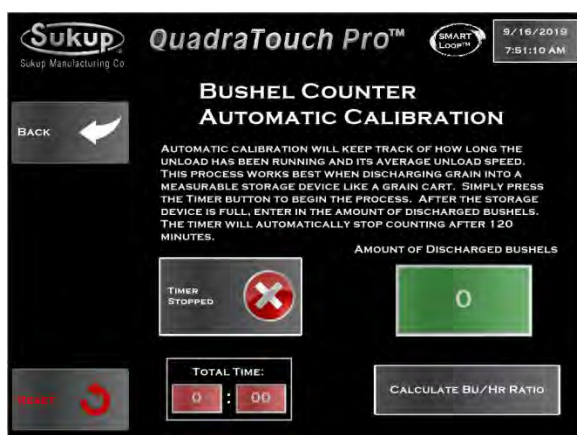 Sukup
Sukup Manufacturing Co.
QuadraTouch Pro™
SMART
LOOP™
9/16/2019
7:51:10 AM
BUSHEL COUNTER
AUTOMATIC CALIBRATION
BACK
AUTOMATIC CALIBRATION WILL KEEP TRACK OF HOW LONG THE
UNLOAD HAS BEEN RUNNING AND ITS AVERAGE UNLOAD SPEED.
THIS PROCESS WORKS BEST WHEN DISCHARGING GRAIN INTO A
MEASURABLE STORAGE DEVICE LIKE A GRAIN CART. SIMPLY PRESS
THE TIMER BUTTON TO BEGIN THE PROCESS. AFTER THE STORAGE
DEVICE IS FULL, ENTER IN THE AMOUNT OF DISCHARGED BUSHELS.
THE TIMER WILL AUTOMATICALLY STOP COUNTING AFTER 120
MINUTES.
AMOUNT OF DISCHARGED BUSHELS
TIMER
STOPPED
0
TOTAL TIME:
0 : 00
CALCULATE BU/HR RATIO
RESET